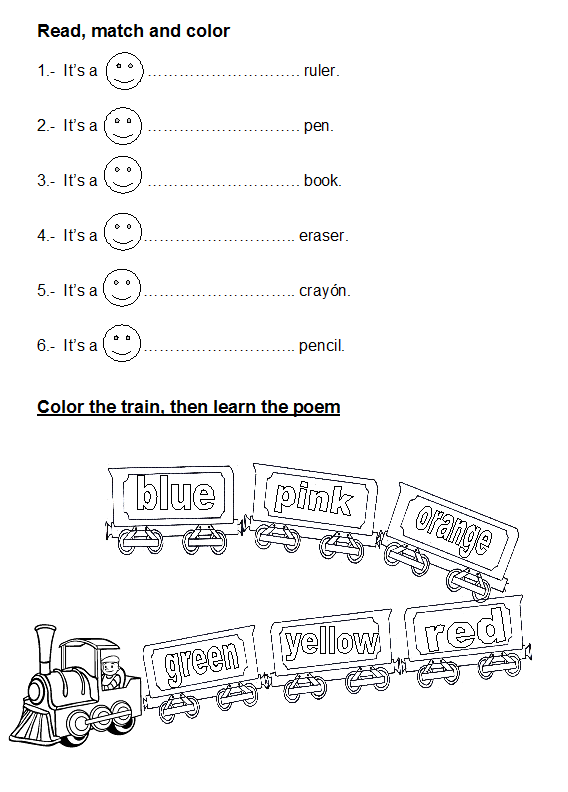 Read, match and color
1.- It's a ................................ ruler.
2.- It's a ................................ pen.
3.- It's a ................................ book.
4.- It's a ................................ eraser.
5.- It's a ................................ crayón.
6.- It's a ................................ pencil.
Color the train, then learn the poem
blue pink orange
green yellow red